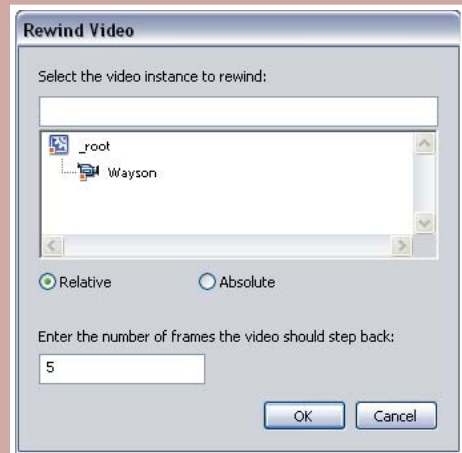 Rewind Video
Select the video instance to rewind:
_root
Wayson
Relative Absolute
Enter the number of frames the video should step back:
5
OK Cancel